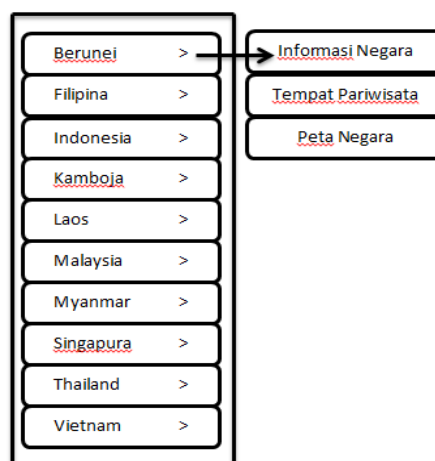 Berunei >
Informasi Negara
Filipina >
Tempat Pariwisata
Indonesia >
Peta Negara
Kamboja >
Laos >
Malaysia >
Myanmar >
Singapura >
Thailand >
Vietnam >